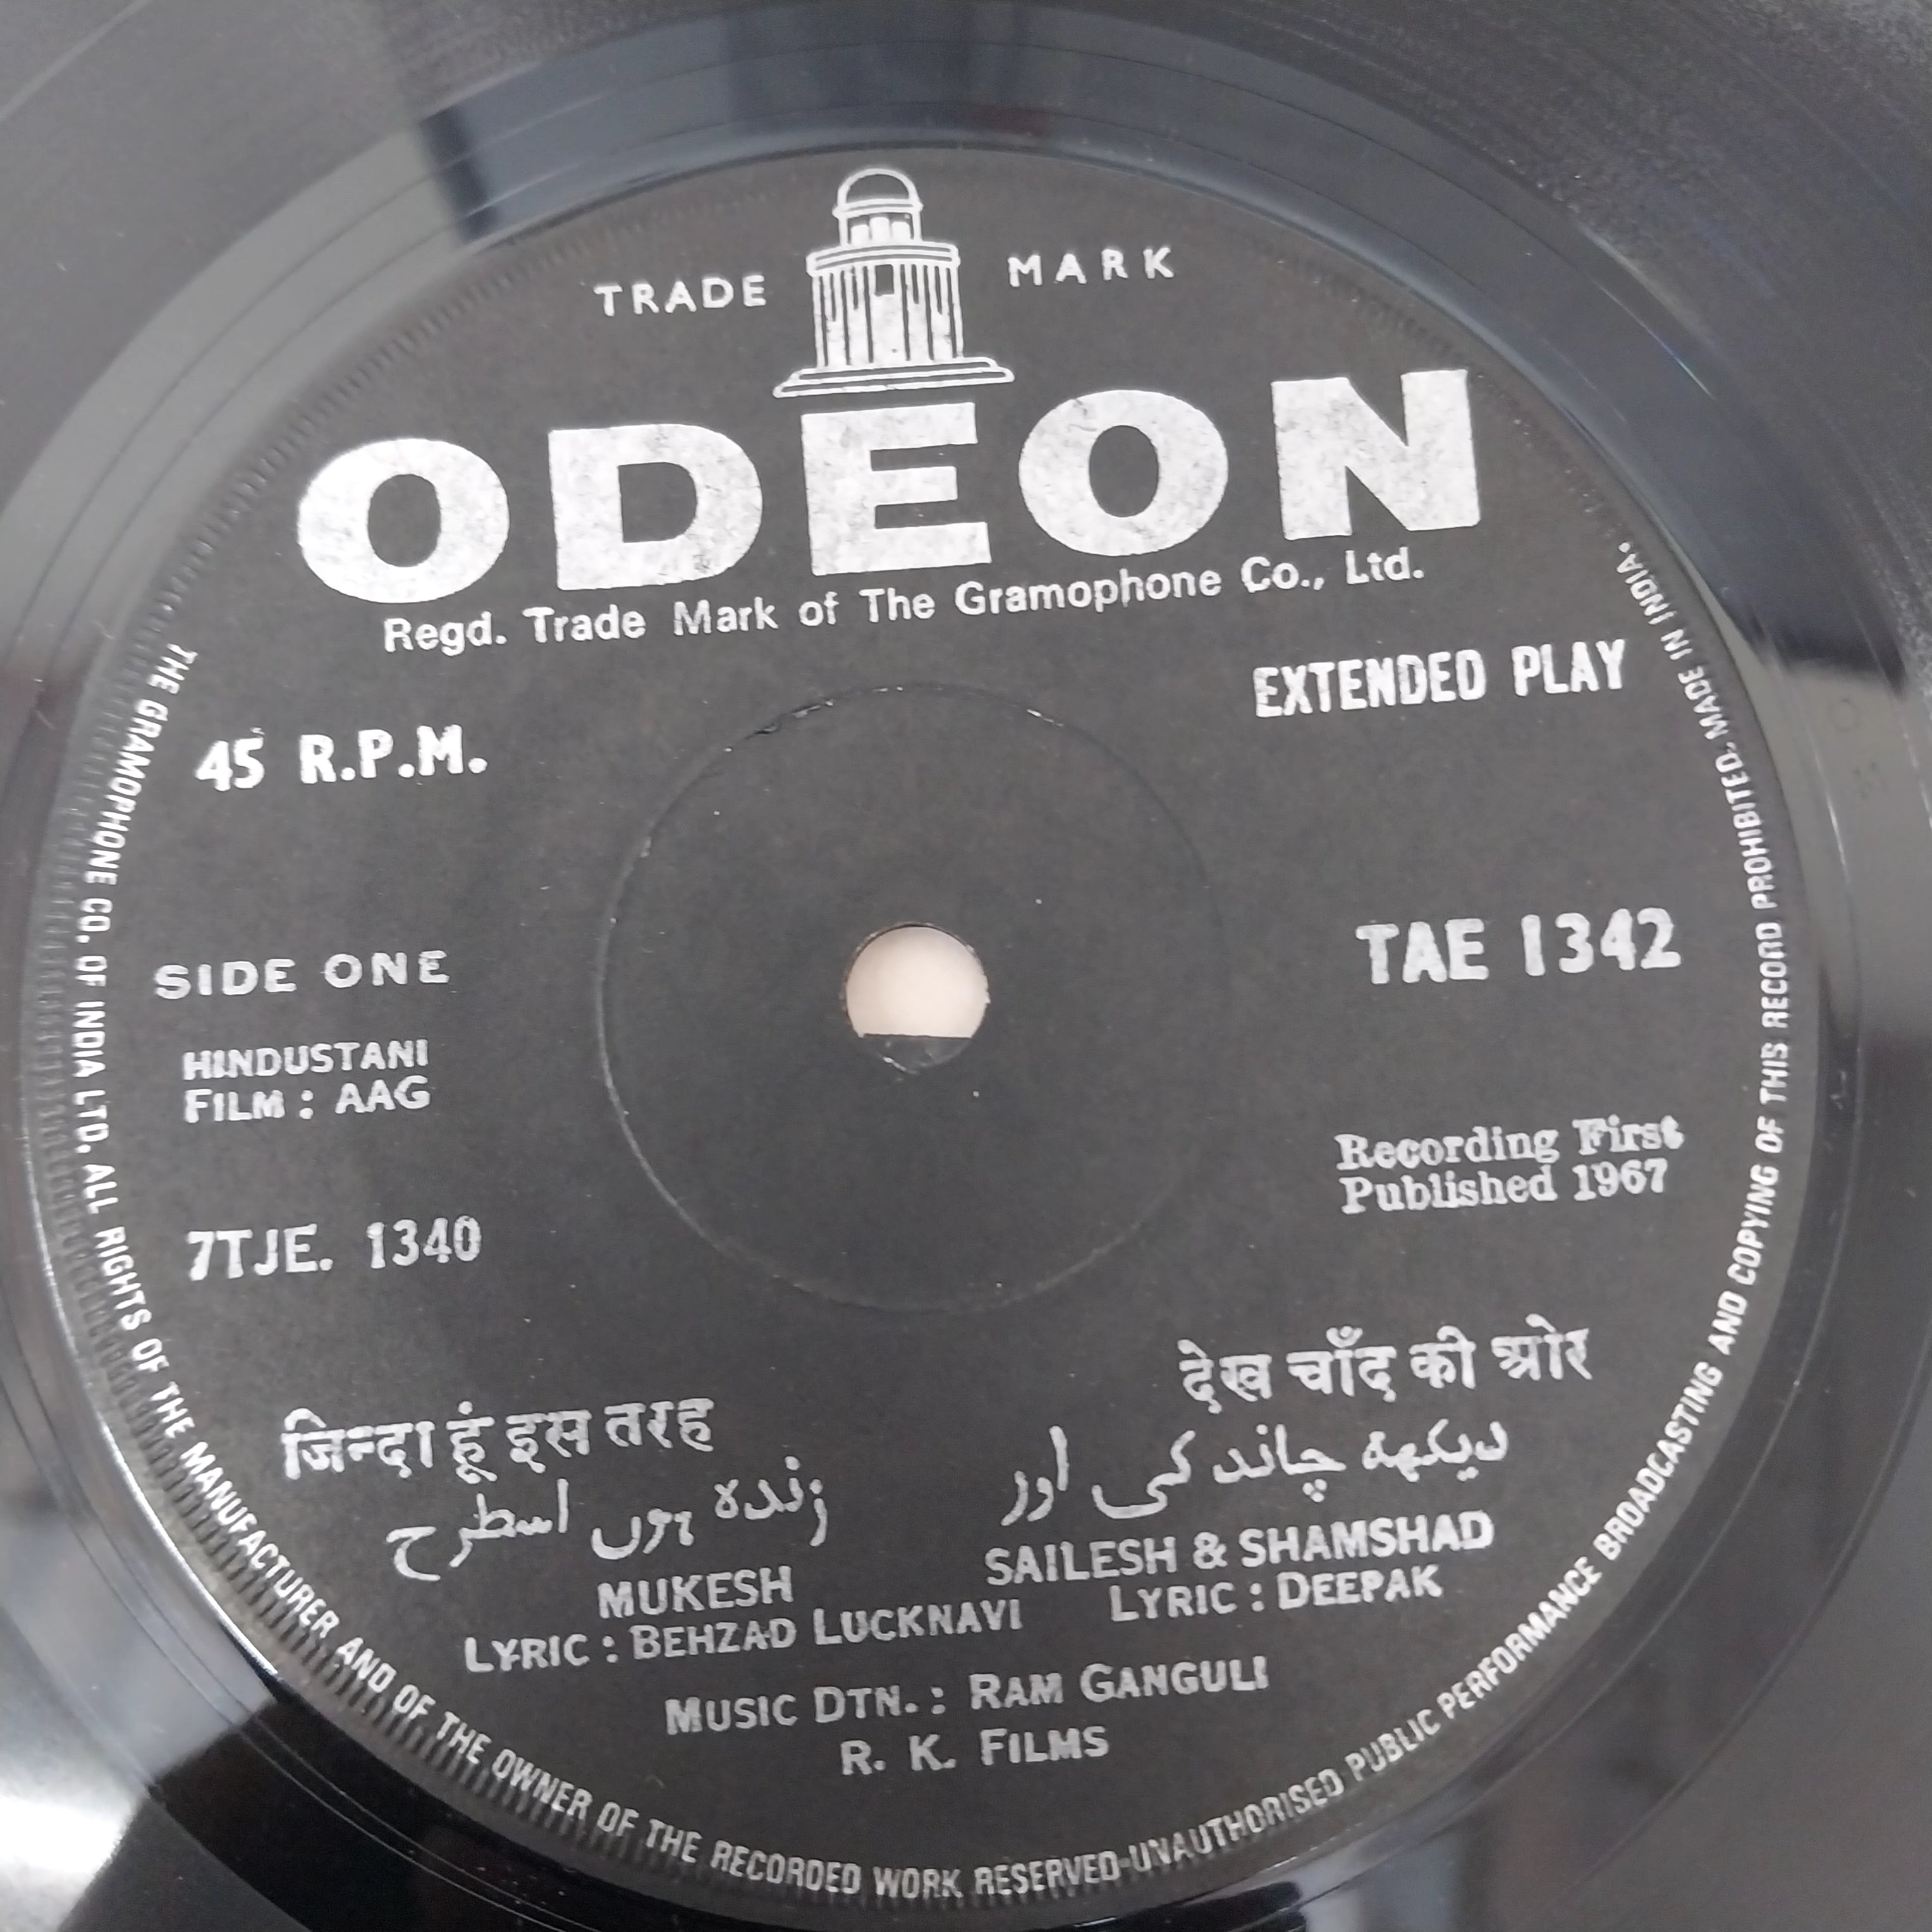 TRADE MARK
ODEON
Regd. Trade Mark of The Gramophone Co., Ltd.
EXTENDED PLAY
45 R.P.M.
SIDE ONE
TAE 1342
HINDUSTANI
FILM : AAG
Recording First
Published 1967
7TJE. 1340
जिन्दा हूं इस तरह
زندہ ہوں اسطرح
MUKESH
LYRIC : BEHZAD LUCKNAVI
देख चाँद की ओर
دیکھہ چاند کی اور
SAILESH & SHAMSHAD
LYRIC : DEEPAK
MUSIC DTN. : RAM GANGULI
R. K. FILMS
THE GRAMOPHONE CO. OF INDIA LTD. ALL RIGHTS OF THE MANUFACTURER AND OF THE OWNER OF THE RECORDED WORK RESERVED-UNAUTHORISED PUBLIC PERFORMANCE BROADCASTING AND COPYING OF THIS RECORD PROHIBITED. MADE IN INDIA.